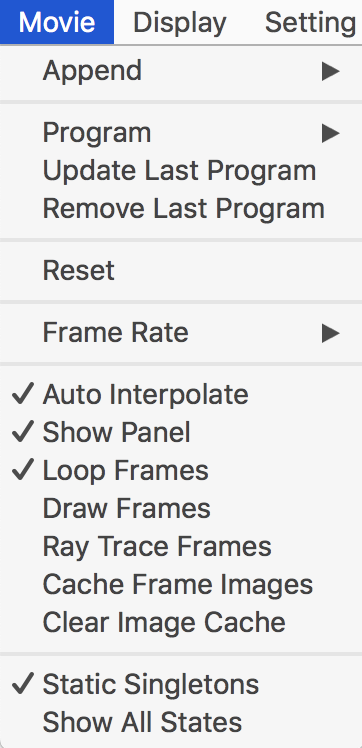 Movie Display Setting
Append
Program
Update Last Program
Remove Last Program
Reset
Frame Rate
Auto Interpolate
Show Panel
Loop Frames
Draw Frames
Ray Trace Frames
Cache Frame Images
Clear Image Cache
Static Singletons
Show All States